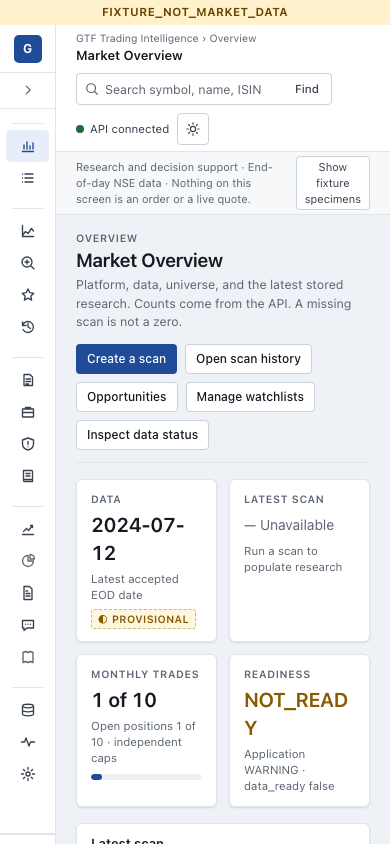 FIXTURE_NOT_MARKET_DATA
G
GTF Trading Intelligence › Overview
Market Overview
Search symbol, name, ISIN
Find
API connected
Research and decision support · End-
of-day NSE data · Nothing on this
screen is an order or a live quote.
Show
fixture
specimens
OVERVIEW
Market Overview
Platform, data, universe, and the latest stored
research. Counts come from the API. A missing
scan is not a zero.
Create a scan
Open scan history
Opportunities
Manage watchlists
Inspect data status
DATA
2024-07-
12
Latest accepted
EOD date
PROVISIONAL
LATEST SCAN
— Unavailable
Run a scan to
populate research
MONTHLY TRADES
1 of 10
Open positions 1 of
10 · independent
caps
READINESS
NOT_READ
Y
Application
WARNING ·
data_ready false
Latest scan